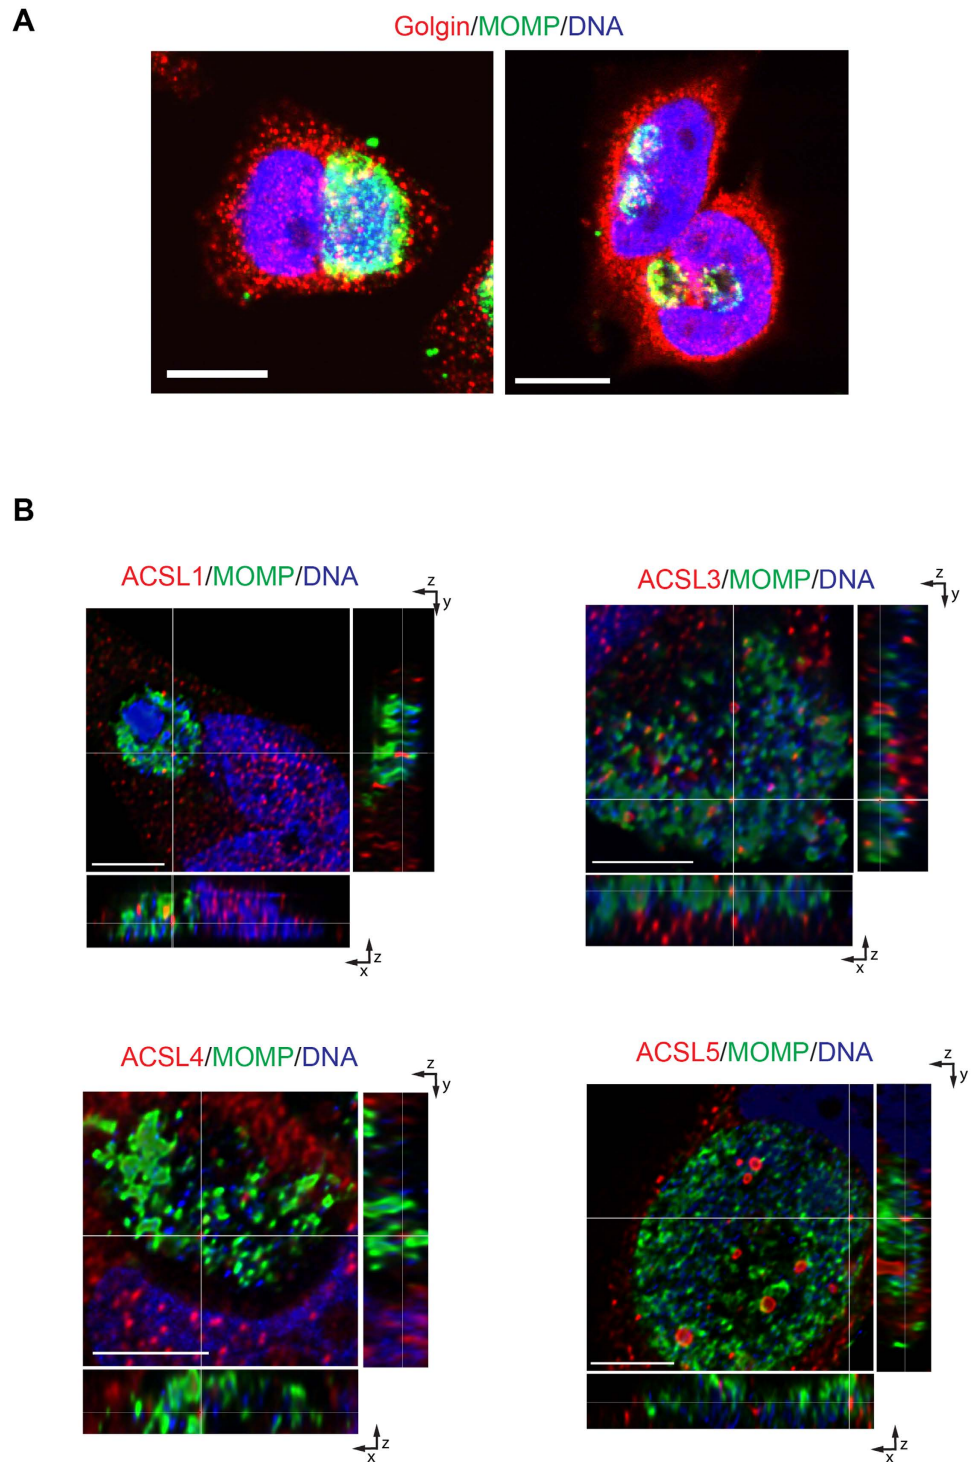 A
Golgin/MOMP/DNA
B
ACSL1/MOMP/DNA
z
y
z
x
ACSL3/MOMP/DNA
z
y
z
x
ACSL4/MOMP/DNA
z
y
z
x
ACSL5/MOMP/DNA
z
y
z
x